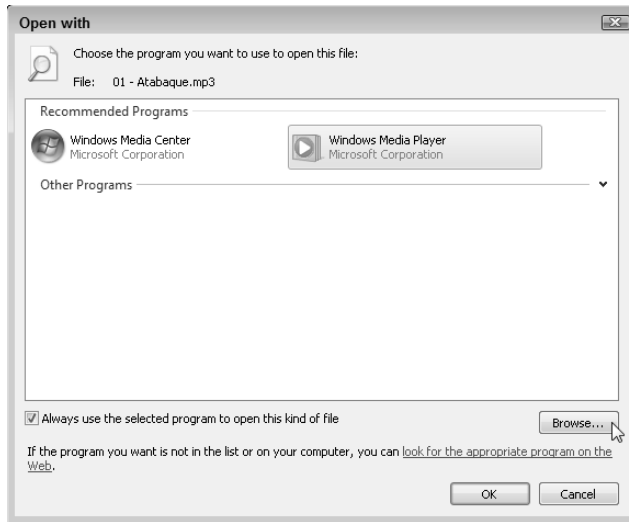 Open with
Choose the program you want to use to open this file:
File: 01 - Atabaque.mp3
Recommended Programs
Windows Media Center
Microsoft Corporation
Windows Media Player
Microsoft Corporation
Other Programs
Always use the selected program to open this kind of file
Browse...
If the program you want is not in the list or on your computer, you can look for the appropriate program on the
Web.
OK
Cancel